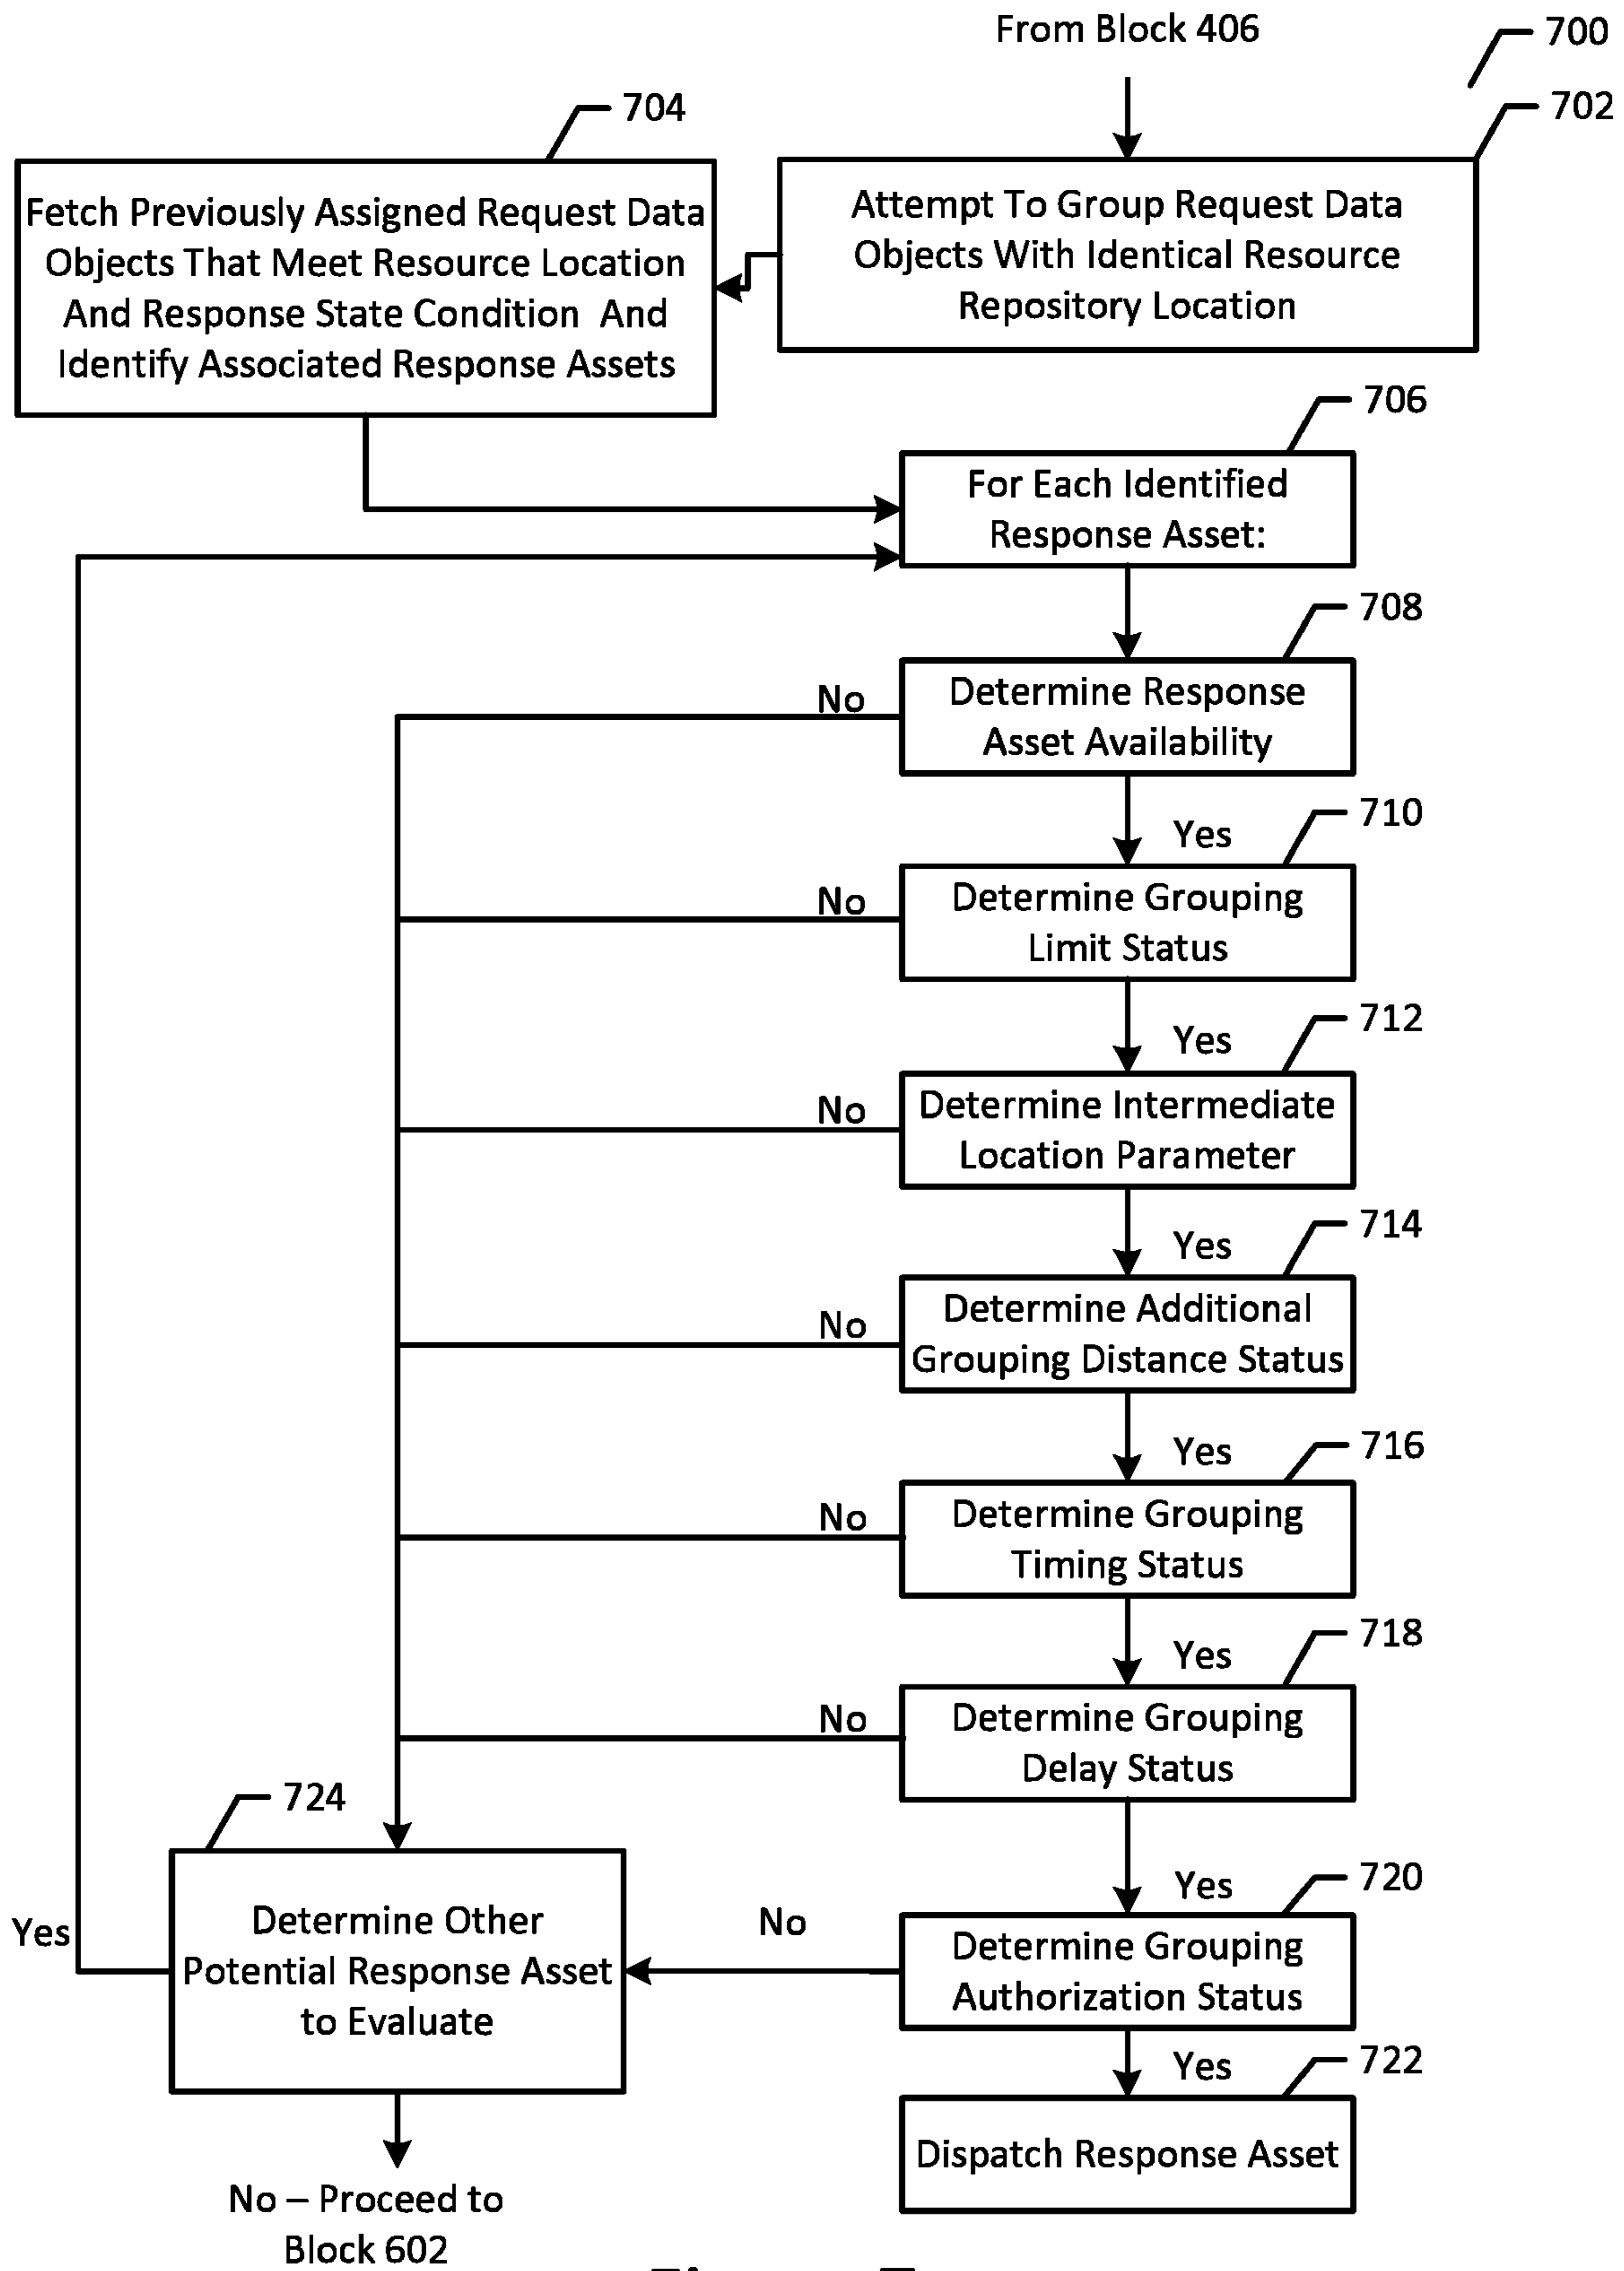 From Block 406
700
702
704
Attempt To Group Request Data
Objects With Identical Resource
Repository Location
Fetch Previously Assigned Request Data
Objects That Meet Resource Location
And Response State Condition And
Identify Associated Response Assets
706
For Each Identified
Response Asset:
708
Determine Response
Asset Availability
No
Yes
710
Determine Grouping
Limit Status
No
Yes
712
Determine Intermediate
Location Parameter
No
Yes
714
Determine Additional
Grouping Distance Status
No
Yes
716
Determine Grouping
Timing Status
No
Yes
718
Determine Grouping
Delay Status
No
Yes
720
Determine Grouping
Authorization Status
No
Yes
722
Dispatch Response Asset
724
Determine Other
Potential Response Asset
to Evaluate
Yes
No – Proceed to
Block 602